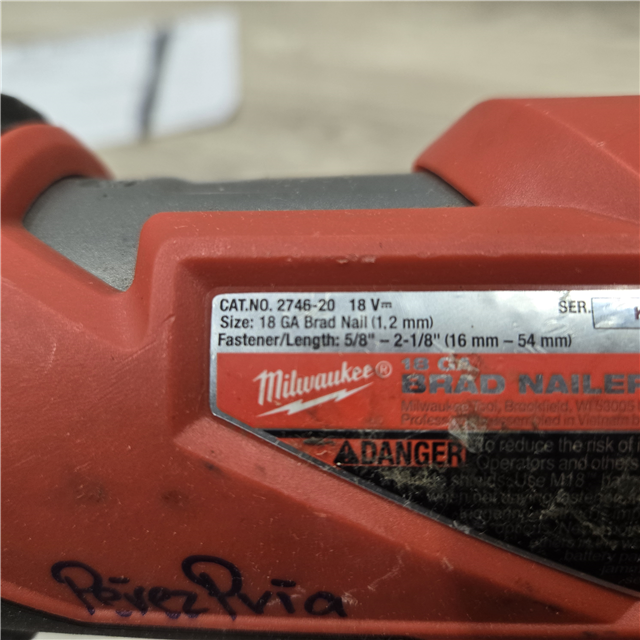 CAT.NO. 2746-20 18 V⎓ SER.
Size: 18 GA Brad Nail (1,2 mm)
Fastener/Length: 5/8" – 2-1/8" (16 mm – 54 mm)
Milwaukee®
18 GA.
BRAD NAILER
Milwaukee Tool, Brookfield, WI 53005
in Vietnam
⚠DANGER
To reduce the risk of
Operators and others
Use M18
PérezPvia